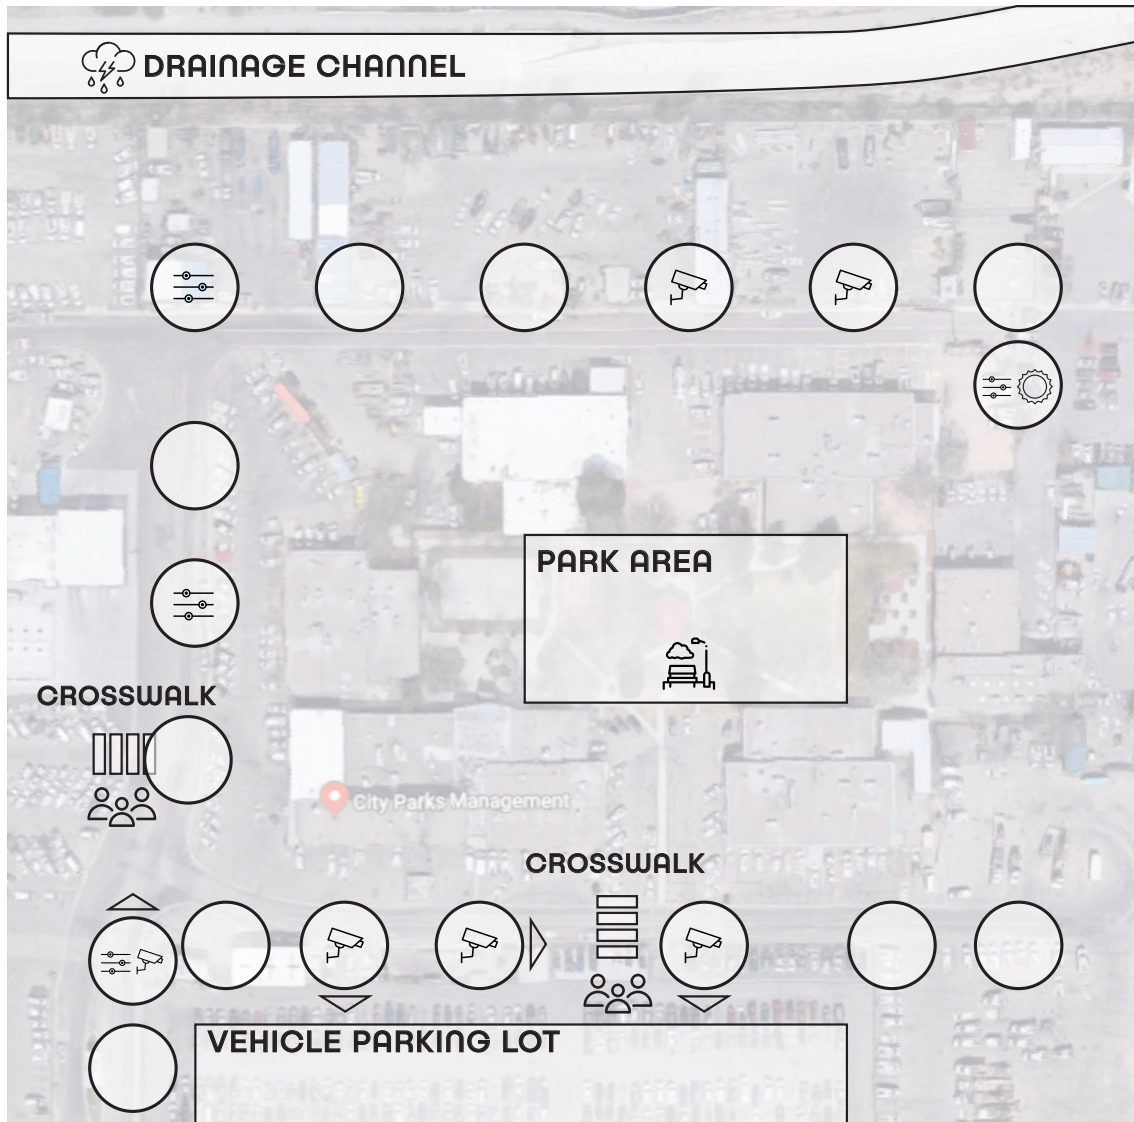 DRAINAGE CHANNEL
PARK AREA
CROSSWALK
City Parks Management
CROSSWALK
VEHICLE PARKING LOT